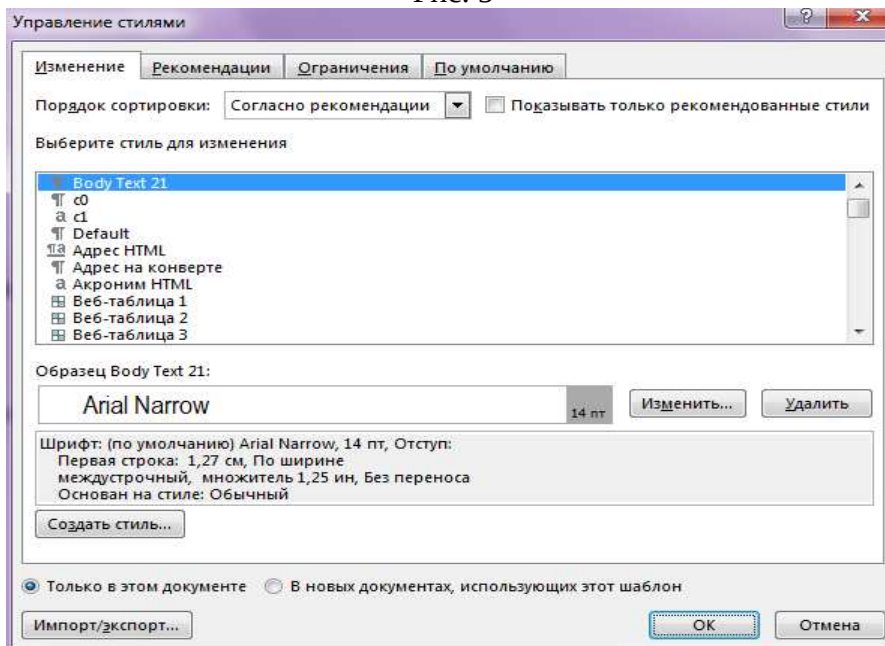 Управление стилями
Изменение Рекомендации Ограничения По умолчанию
Порядок сортировки: Согласно рекомендации Показывать только рекомендованные стили
Выберите стиль для изменения
¶ Body Text 21
¶ c0
a c1
¶ Default
¶a Адрес HTML
¶ Адрес на конверте
a Акроним HTML
Веб-таблица 1
Веб-таблица 2
Веб-таблица 3
Образец Body Text 21:
Arial Narrow
14 пт
Изменить... Удалить
Шрифт: (по умолчанию) Arial Narrow, 14 пт, Отступ:
Первая строка: 1,27 см, По ширине
междустрочный, множитель 1,25 ин, Без переноса
Основан на стиле: Обычный
Создать стиль...
Только в этом документе В новых документах, использующих этот шаблон
Импорт/экспорт... ОК Отмена